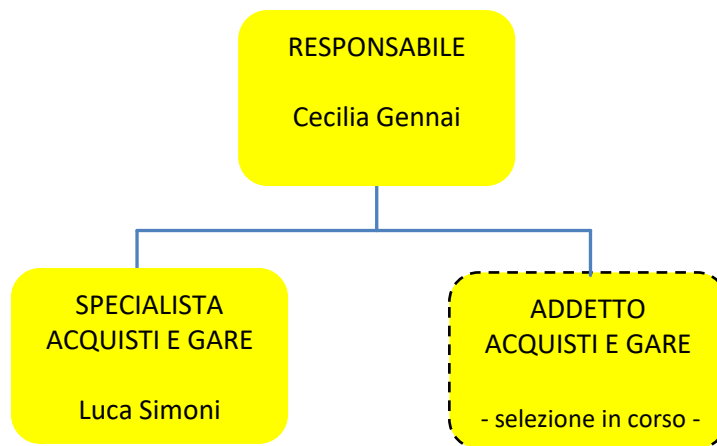 RESPONSABILE
Cecilia Gennai
SPECIALISTA
ACQUISTI E GARE
Luca Simoni
ADDETTO
ACQUISTI E GARE
- selezione in corso -